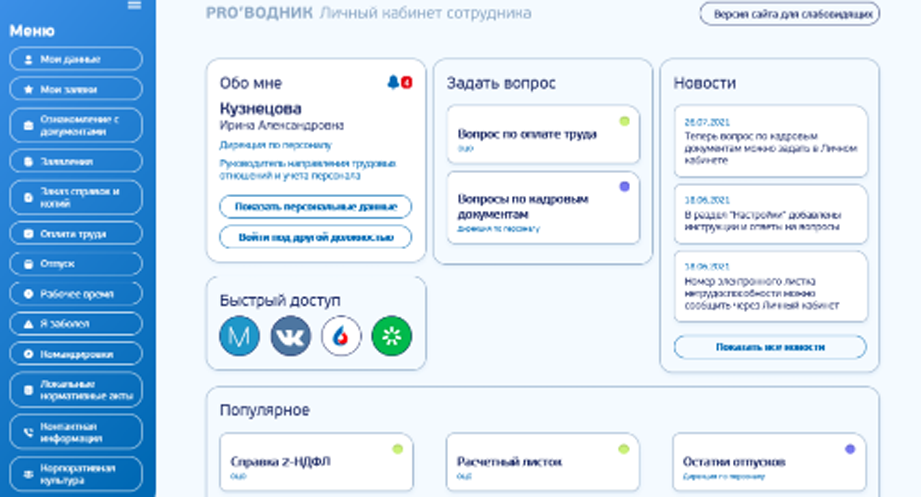 Меню
Мои данные
Мои заявки
Ознакомление с
документами
Заявления
Заказ справок и
копий
Оплата труда
Отпуск
Рабочее время
Я заболел
Командировки
Локальные
нормативные акты
Контактная
информация
Корпоративная
культура
PRO’ВОДНИК Личный кабинет сотрудника
Версия сайта для слабовидящих
Обо мне
4
Кузнецова
Ирина Александровна
Дирекция по персоналу
Руководитель направления трудовых
отношений и учета персонала
Показать персональные данные
Войти под другой должностью
Быстрый доступ
Задать вопрос
Вопрос по оплате труда
ОЦО
Вопросы по кадровым
документам
Дирекция по персоналу
Новости
26.07.2021
Теперь вопрос по кадровым
документам можно задать в Личном
кабинете
18.06.2021
В раздел "Настройки" добавлены
инструкции и ответы на вопросы
18.06.2021
Номер электронного листка
нетрудоспособности можно
сообщить через Личный кабинет
Показать все новости
Популярное
Справка 2-НДФЛ
ОЦО
Расчетный листок
ОЦО
Остатки отпусков
Дирекция по персоналу